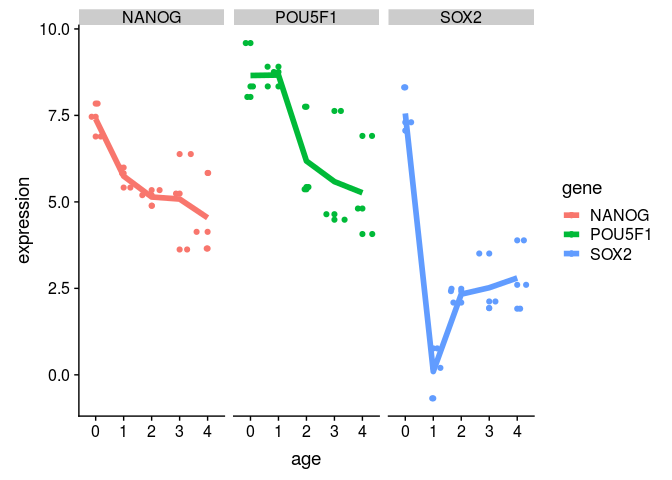 NANOG POU5F1 SOX2
10.0
7.5
5.0
2.5
0.0
expression
0 1 2 3 4 0 1 2 3 4 0 1 2 3 4
age
gene
NANOG
POU5F1
SOX2